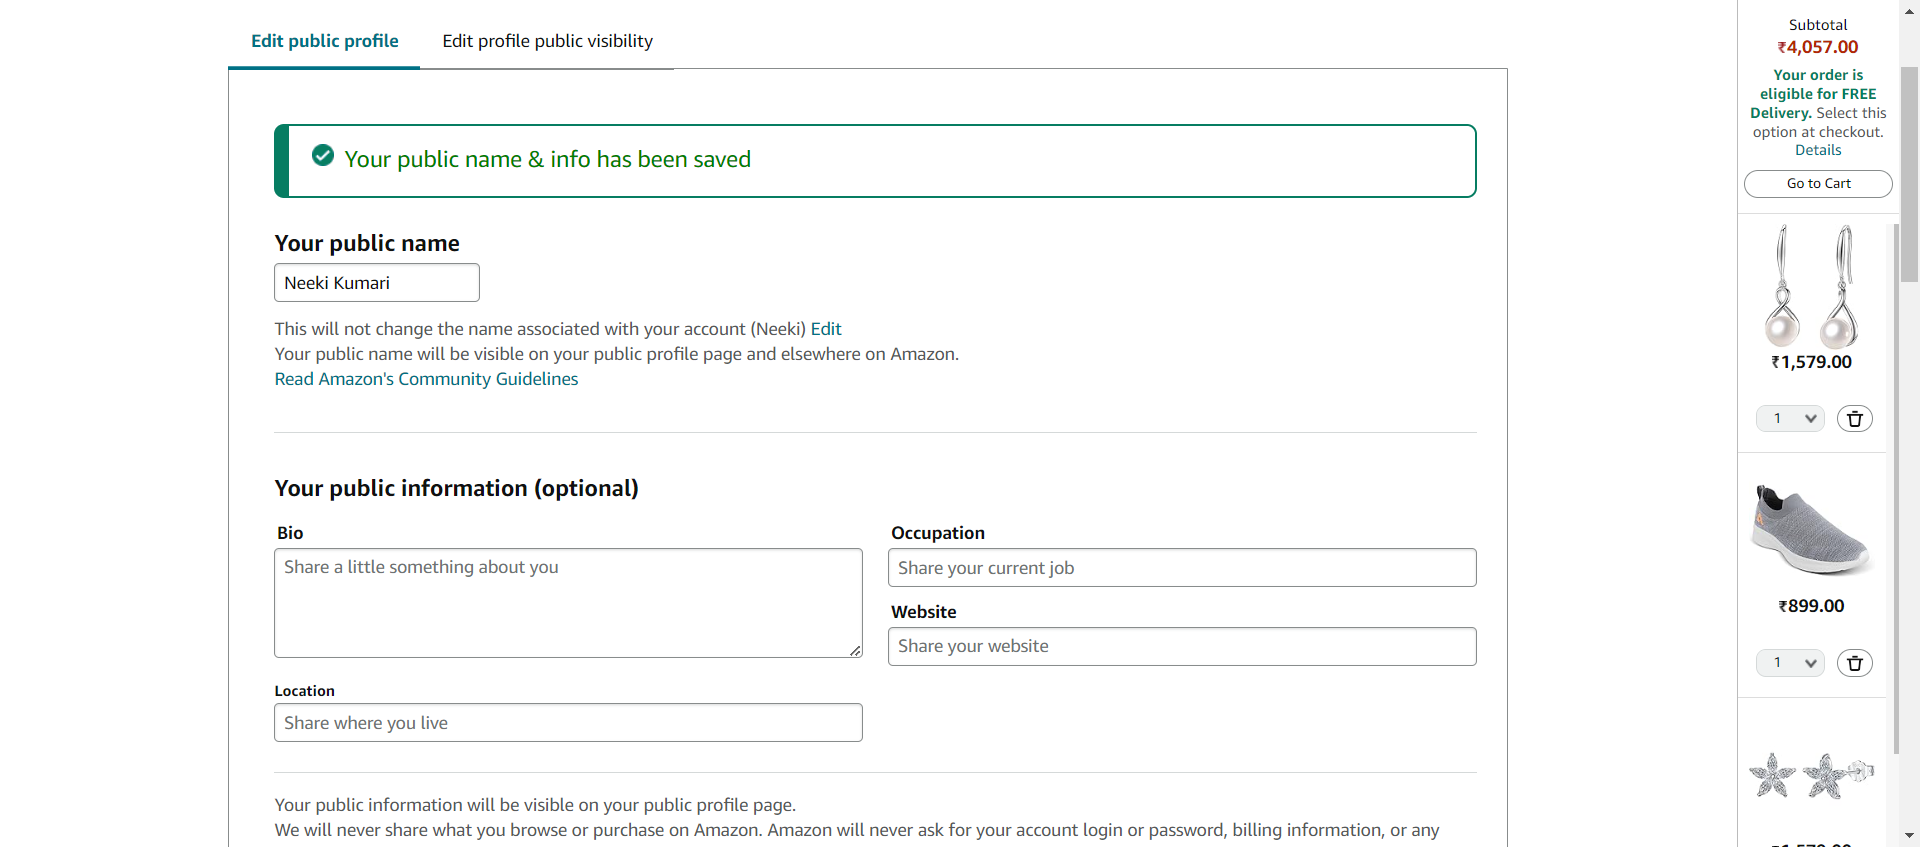 Edit public profile
Edit profile public visibility
Your public name & info has been saved
Your public name
Neeki Kumari
This will not change the name associated with your account (Neeki) Edit
Your public name will be visible on your public profile page and elsewhere on Amazon.
Read Amazon's Community Guidelines
Your public information (optional)
Bio
Share a little something about you
Occupation
Share your current job
Website
Share your website
Location
Share where you live
Your public information will be visible on your public profile page.
We will never share what you browse or purchase on Amazon. Amazon will never ask for your account login or password, billing information, or any
Subtotal
₹4,057.00
Your order is
eligible for FREE
Delivery. Select this
option at checkout.
Details
Go to Cart
₹1,579.00
1
₹899.00
1